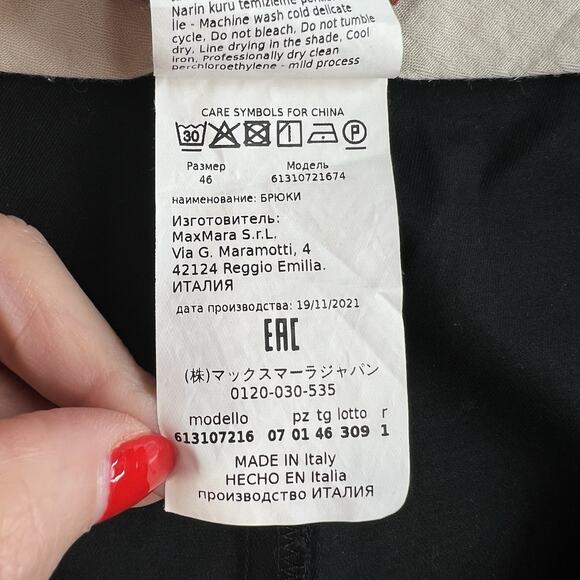 Narin kuru temizleme
ile - Machine wash cold delicate
cycle, Do not bleach, Do not tumble
dry, Line drying in the shade, Cool
iron, Professionally dry clean
perchloroethylene - mild process
CARE SYMBOLS FOR CHINA
30 P
Размер Модель
46 61310721674
наименование: БРЮКИ
Изготовитель:
MaxMara S.r.L.
Via G. Maramotti, 4
42124 Reggio Emilia.
ИТАЛИЯ
дата производства: 19/11/2021
EAC
(株)マックスマーラジャパン
0120-030-535
modello pz tg lotto r
613107216 07 01 46 309 1
MADE IN Italy
HECHO EN Italia
производство ИТАЛИЯ